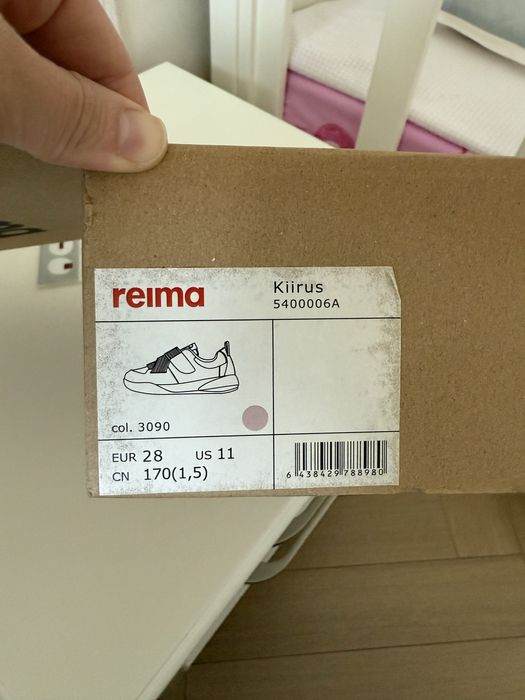 reima
Kiirus
5400006A
col. 3090
EUR 28 US 11
CN 170(1,5)
6 438429 788980